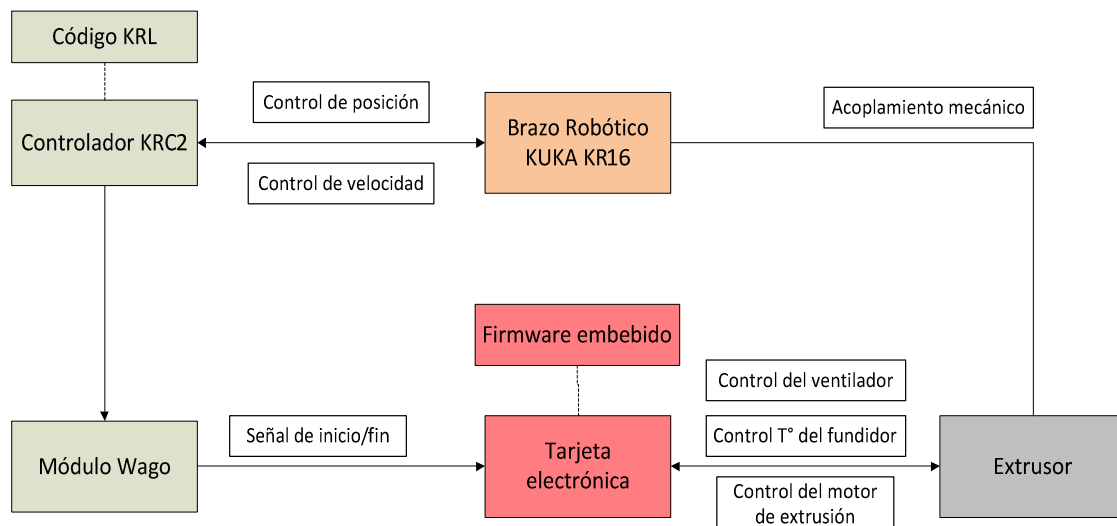 Código KRL
Control de posición
Acoplamiento mecánico
Controlador KRC2
Brazo Robótico
KUKA KR16
Control de velocidad
Firmware embebido
Control del ventilador
Señal de inicio/fin
Control T° del fundidor
Módulo Wago
Tarjeta
electrónica
Extrusor
Control del motor
de extrusión